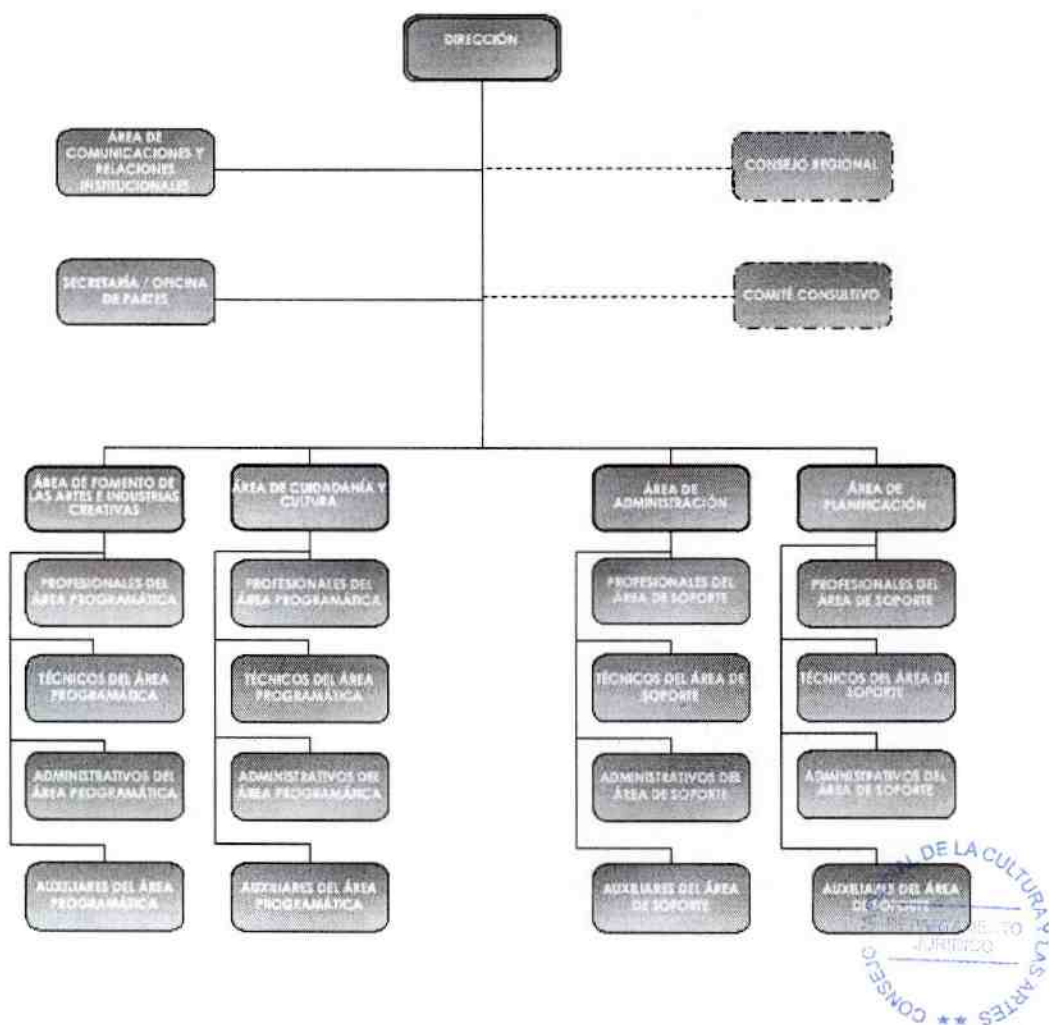 DIRECCIÓN
ÁREA DE
COMUNICACIONES Y
RELACIONES
INSTITUCIONALES
CONSEJO REGIONAL
SECRETARÍA / OFICINA
DE PARTES
COMITÉ CONSULTIVO
ÁREA DE FOMENTO DE
LAS ARTES E INDUSTRIAS
CREATIVAS
ÁREA DE CUIDADANÍA Y
CULTURA
ÁREA DE
ADMINISTRACIÓN
ÁREA DE
PLANIFICACIÓN
PROFESIONALES DEL
ÁREA PROGRAMÁTICA
PROFESIONALES DEL
ÁREA PROGRAMÁTICA
PROFESIONALES DEL
ÁREA DE SOPORTE
PROFESIONALES DEL
ÁREA DE SOPORTE
TÉCNICOS DEL ÁREA
PROGRAMÁTICA
TÉCNICOS DEL ÁREA
PROGRAMÁTICA
TÉCNICOS DEL ÁREA DE
SOPORTE
TÉCNICOS DEL ÁREA DE
SOPORTE
ADMINISTRATIVOS DEL
ÁREA PROGRAMÁTICA
ADMINISTRATIVOS DEL
ÁREA PROGRAMÁTICA
ADMINISTRATIVOS DEL
ÁREA DE SOPORTE
ADMINISTRATIVOS DEL
ÁREA DE SOPORTE
AUXILIARES DEL ÁREA
PROGRAMÁTICA
AUXILIARES DEL ÁREA
PROGRAMÁTICA
AUXILIARES DEL ÁREA
DE SOPORTE
AUXILIARES DEL ÁREA
DE SOPORTE
CONSEJO DE LA CULTURA Y LAS ARTES **
JURIDICO